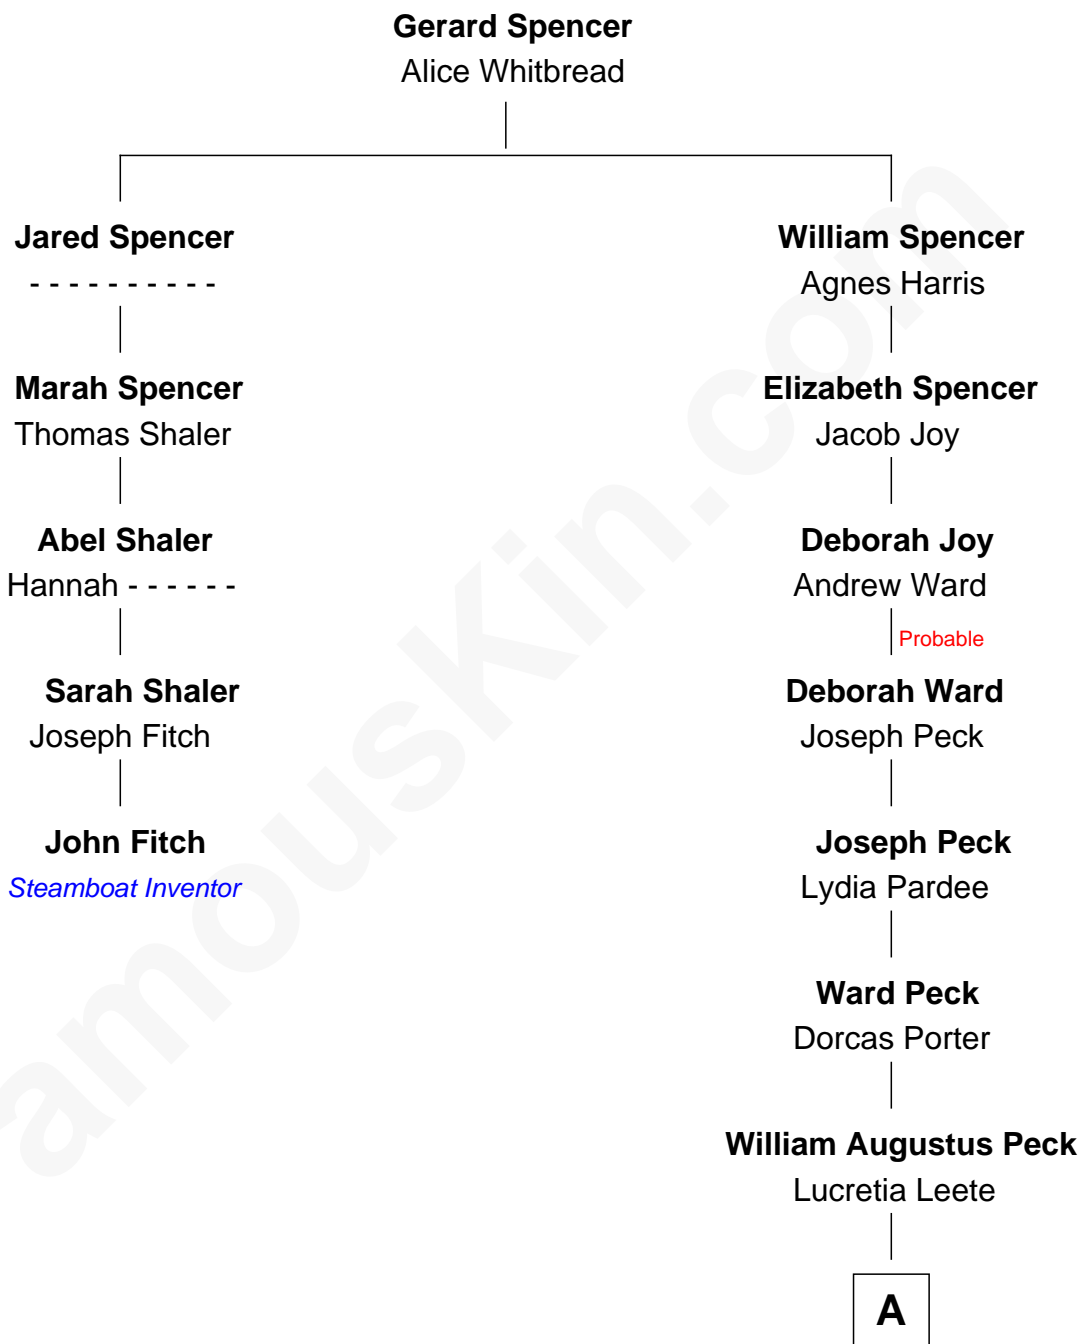 Gerard Spencer
Alice Whitbread
Jared Spencer
- - - - - - - - - -
William Spencer
Agnes Harris
Marah Spencer
Thomas Shaler
Elizabeth Spencer
Jacob Joy
Abel Shaler
Hannah - - - - - -
Deborah Joy
Andrew Ward
Probable
Sarah Shaler
Joseph Fitch
Deborah Ward
Joseph Peck
John Fitch
Steamboat Inventor
Joseph Peck
Lydia Pardee
Ward Peck
Dorcas Porter
William Augustus Peck
Lucretia Leete
A
amousKin.com